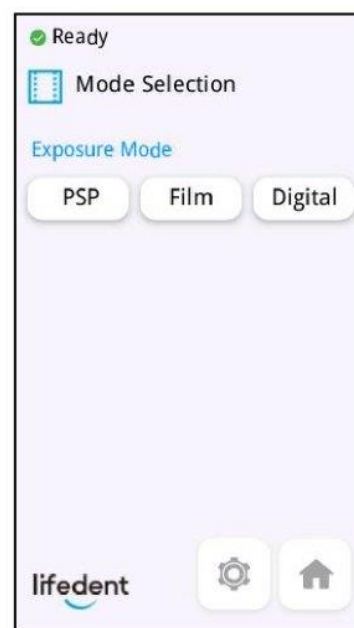 Ready
Mode Selection
Exposure Mode
PSP Film Digital
lifedent